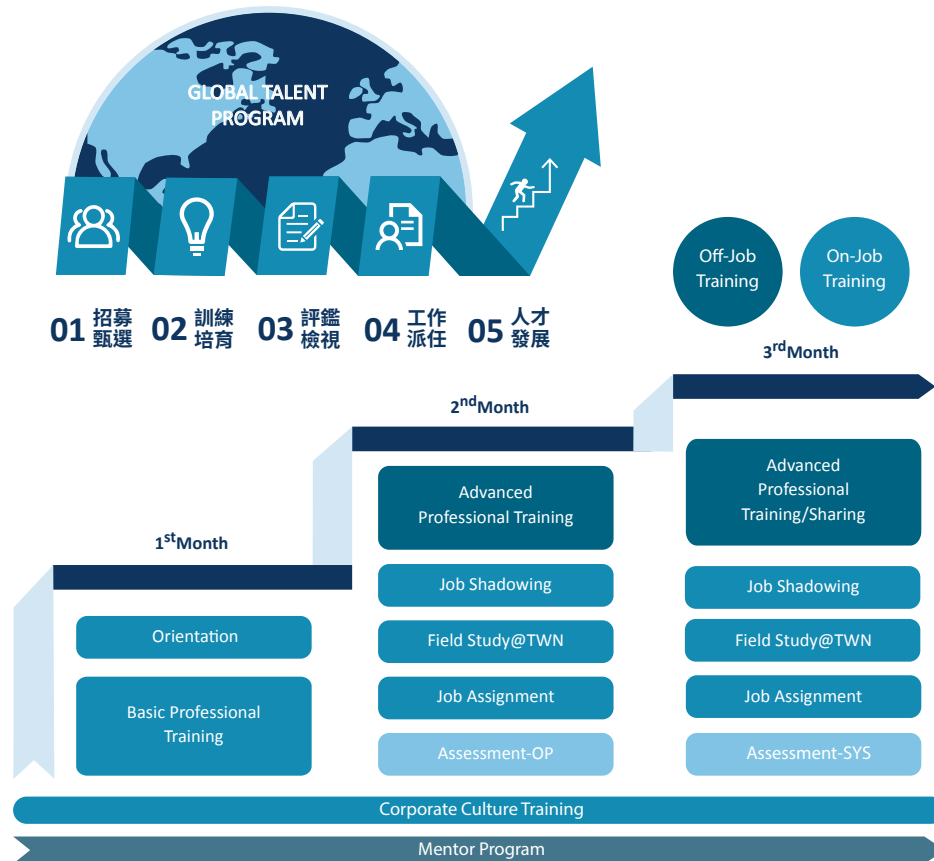 GLOBAL TALENT
PROGRAM
01 招募
甄選
02 訓練
培育
03 評鑑
檢視
04 工作
派任
05 人才
發展
Off-Job
Training
On-Job
Training
1stMonth
Orientation
Basic Professional
Training
2ndMonth
Advanced
Professional Training
Job Shadowing
Field Study@TWN
Job Assignment
Assessment-OP
3rdMonth
Advanced
Professional
Training/Sharing
Job Shadowing
Field Study@TWN
Job Assignment
Assessment-SYS
Corporate Culture Training
Mentor Program